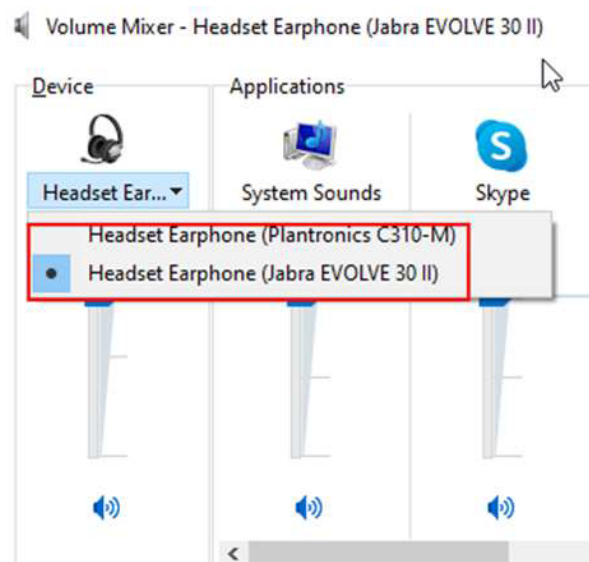 Volume Mixer - Headset Earphone (Jabra EVOLVE 30 II)
Device
Applications
Headset Ear...
System Sounds
Skype
Headset Earphone (Plantronics C310-M)
Headset Earphone (Jabra EVOLVE 30 II)